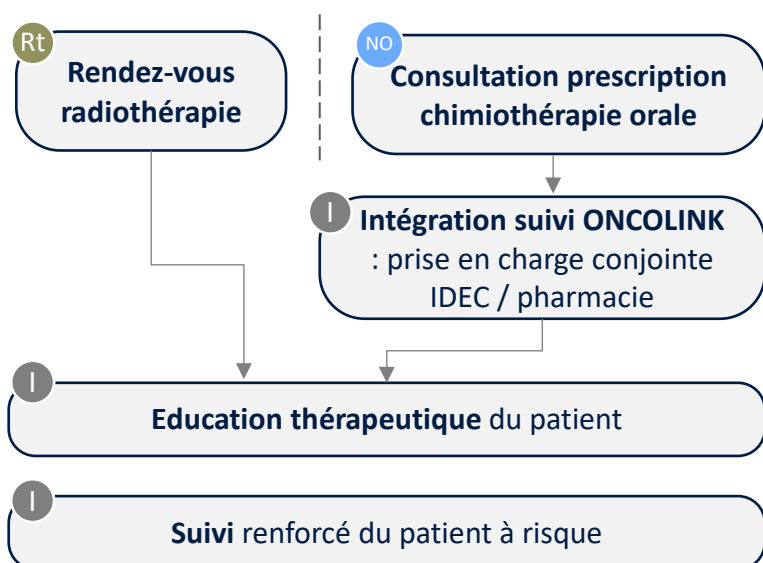 Rt
Rendez-vous
radiothérapie
NO
Consultation prescription
chimiothérapie orale
I
Intégration suivi ONCOLINK
: prise en charge conjointe
IDEC / pharmacie
I
Education thérapeutique du patient
I
Suivi renforcé du patient à risque